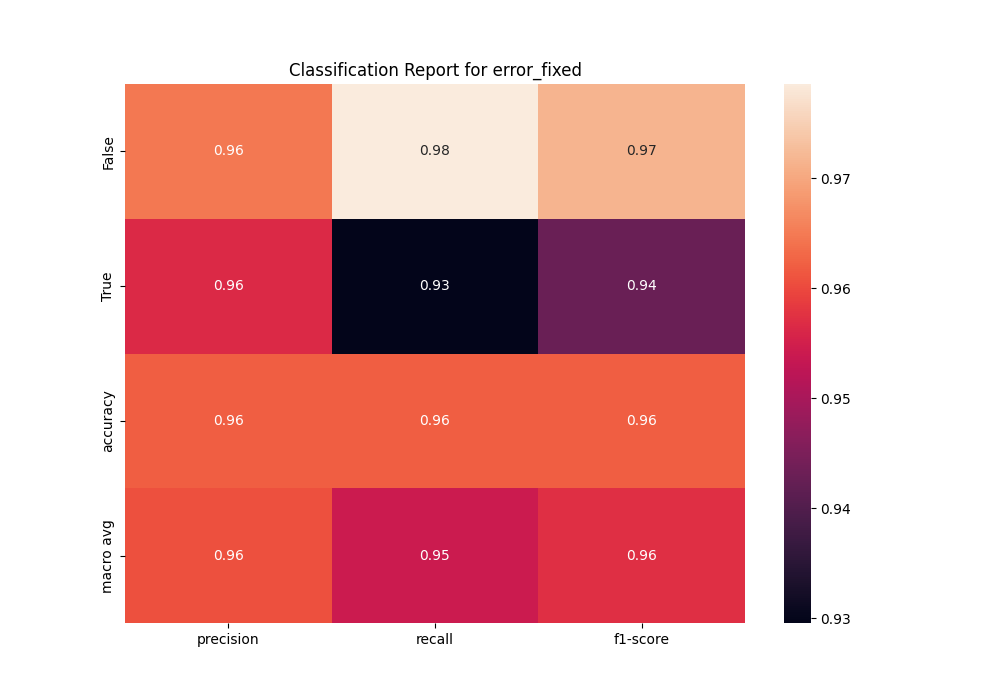 Classification Report for error_fixed
False 0.96 0.98 0.97
True 0.96 0.93 0.94
accuracy 0.96 0.96 0.96
macro avg 0.96 0.95 0.96
precision recall f1-score
0.97
0.96
0.95
0.94
0.93